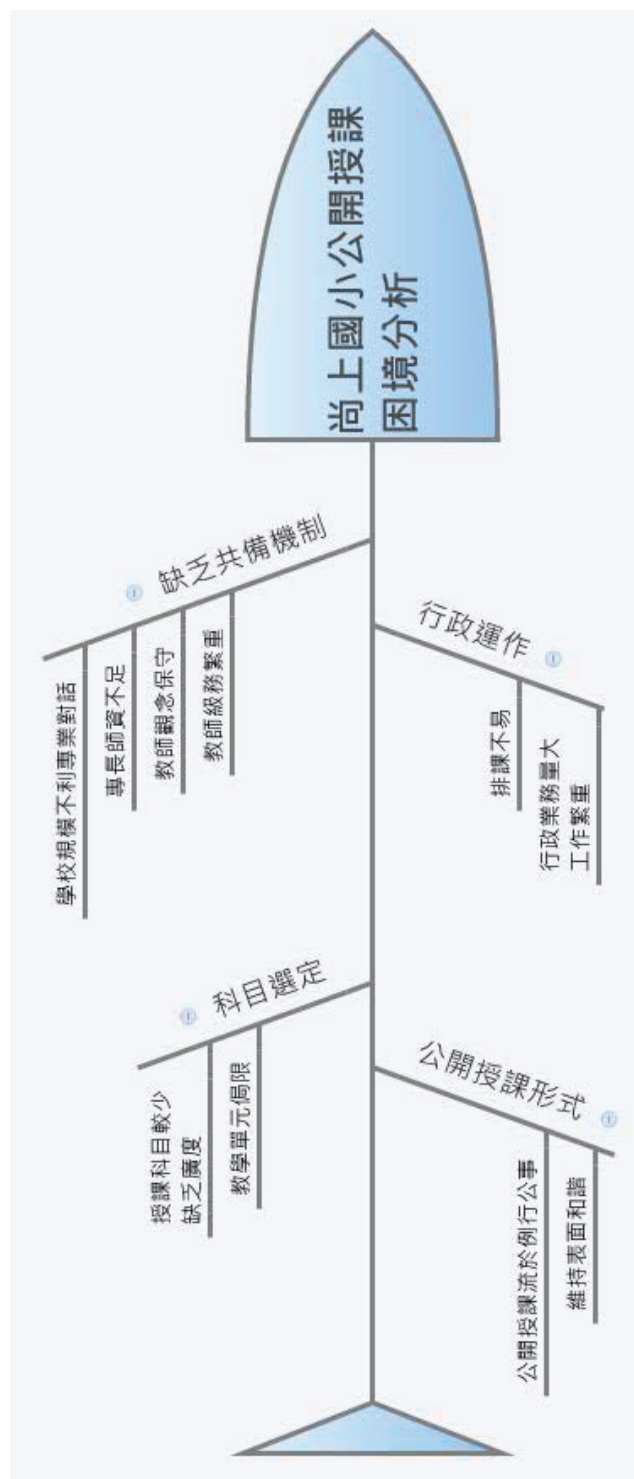 尚上國小公開授課
困境分析
缺乏共備機制
學校規模不利專業對話
專長師資不足
教師觀念保守
教師級務繁重
行政運作
排課不易
行政業務量大
工作繁重
科目選定
授課科目較少
缺乏廣度
教學單元侷限
公開授課形式
公開授課流於例行公事
維持表面和諧